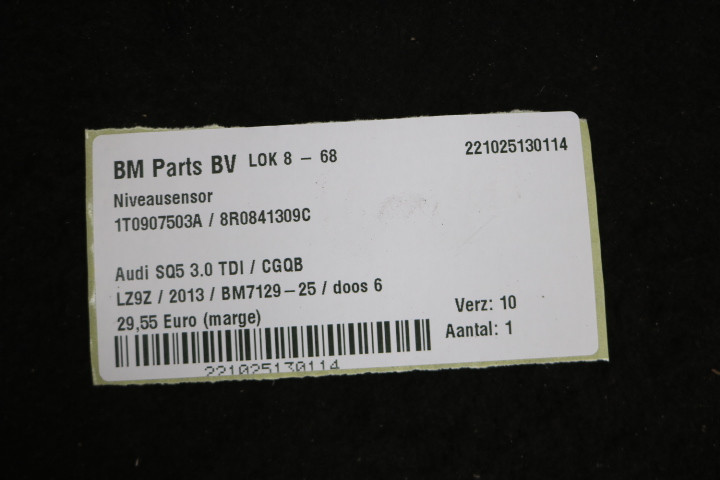 BM Parts BV LOK 8 - 68 221025130114
Niveausensor
1T0907503A / 8R0841309C
Audi SQ5 3.0 TDI / CGQB
LZ9Z / 2013 / BM7129-25 / doos 6
29,55 Euro (marge)
Verz: 10
Aantal: 1
221025130114